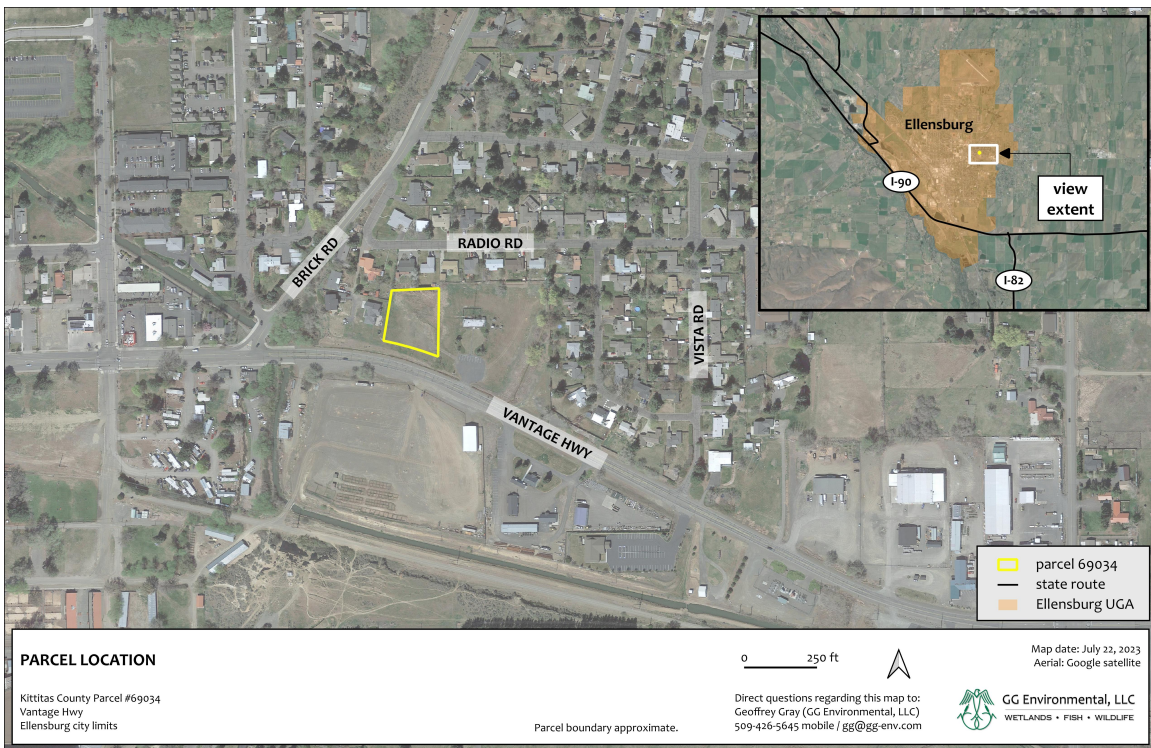 BRICK RD
RADIO RD
VISTA RD
VANTAGE HWY
Ellensburg
I-90
view
extent
I-82
parcel 69034
state route
Ellensburg UGA
PARCEL LOCATION
Kittitas County Parcel #69034
Vantage Hwy
Ellensburg city limits
Parcel boundary approximate.
0 250 ft
Direct questions regarding this map to:
Geoffrey Gray (GG Environmental, LLC)
509-426-5645 mobile / gg@gg-env.com
Map date: July 22, 2023
Aerial: Google satellite
GG Environmental, LLC
WETLANDS • FISH • WILDLIFE